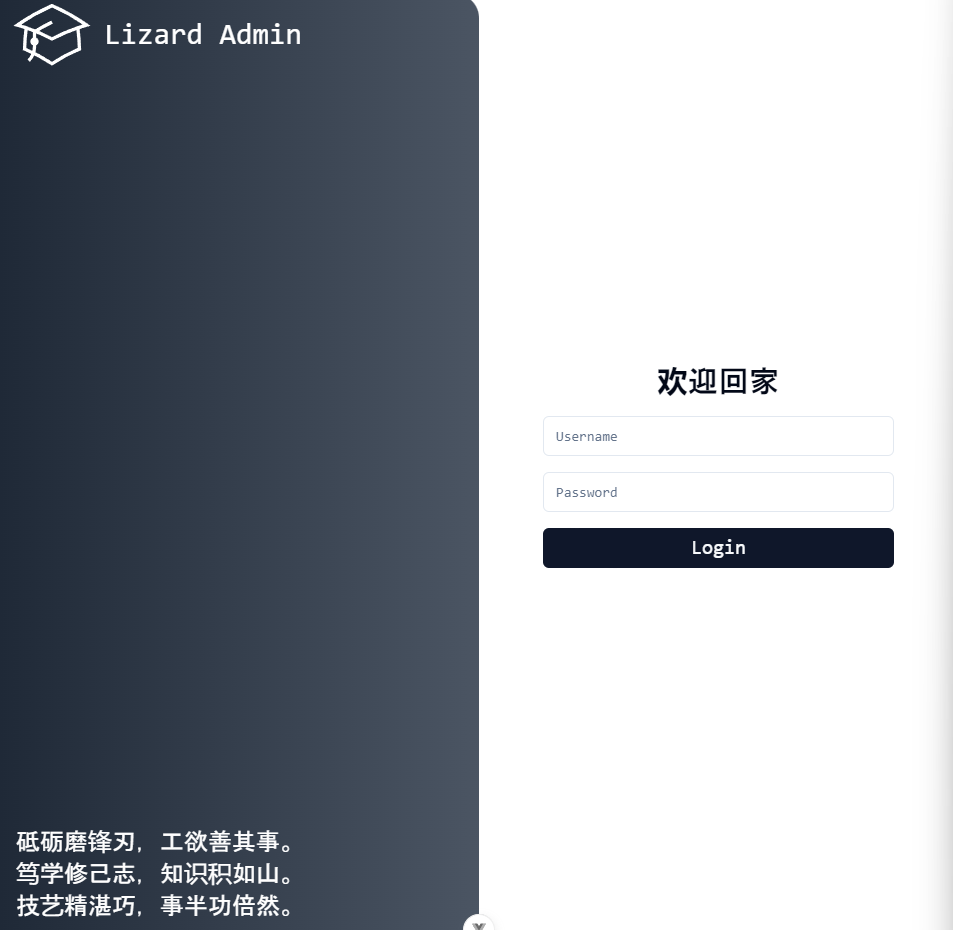 Lizard Admin
欢迎回家
Username
Password
Login
砥砺磨锋刃, 工欲善其事。
笃学修己志, 知识积如山。
技艺精湛巧, 事半功倍然。